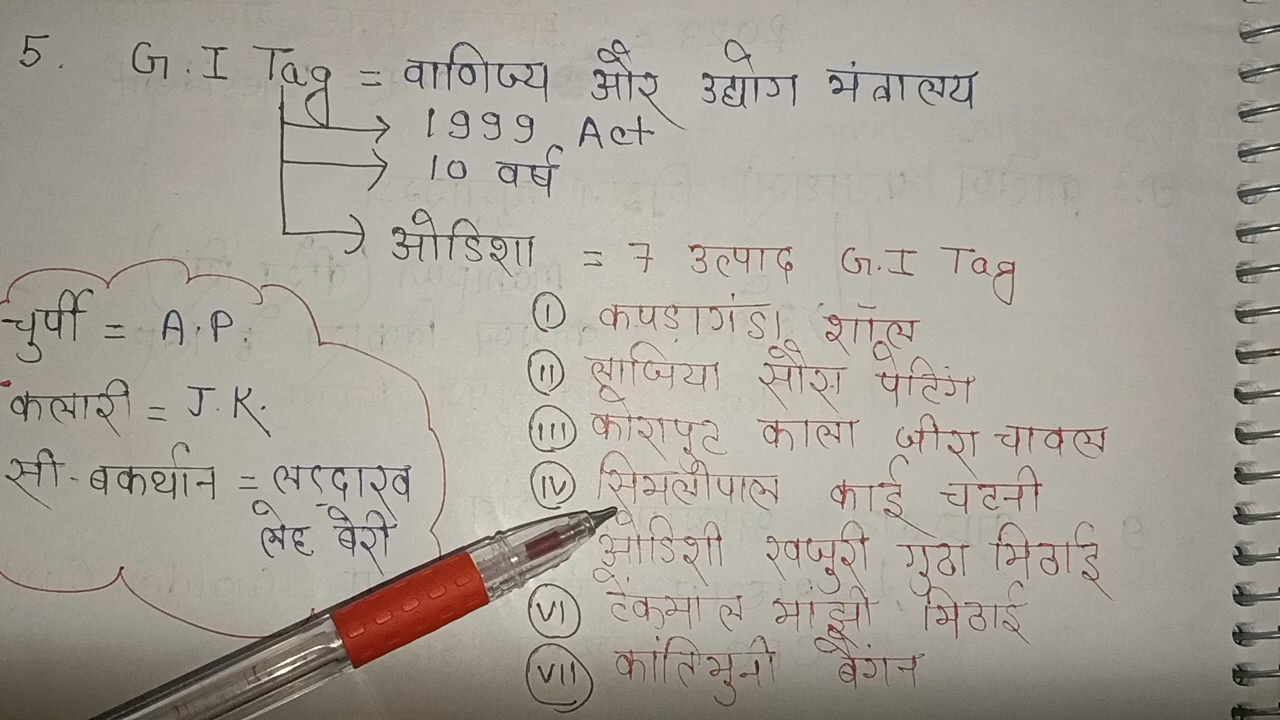 5. G.I Tag = वाणिज्य और उद्योग मंत्रालय
→ 1999 Act
→ 10 वर्ष
→ ओडिशा = 7 उत्पाद G.I Tag
(I) कपडागंडा शॉल
(II) लाजिया सौरा पेटिंग
(III) कोरापुट काला जीरा चावल
(IV) सिमलीपाल काई चटनी
ओडिशी खजुरी गुठा मिठाई
(VI) ढेंकमाल मांझी मिठाई
(VII) कांतिमुनी बैंगन
चुर्पी = A.P.
कलारी = J.K.
सी-बकथॉर्न = लद्दाख
लेह बेरी